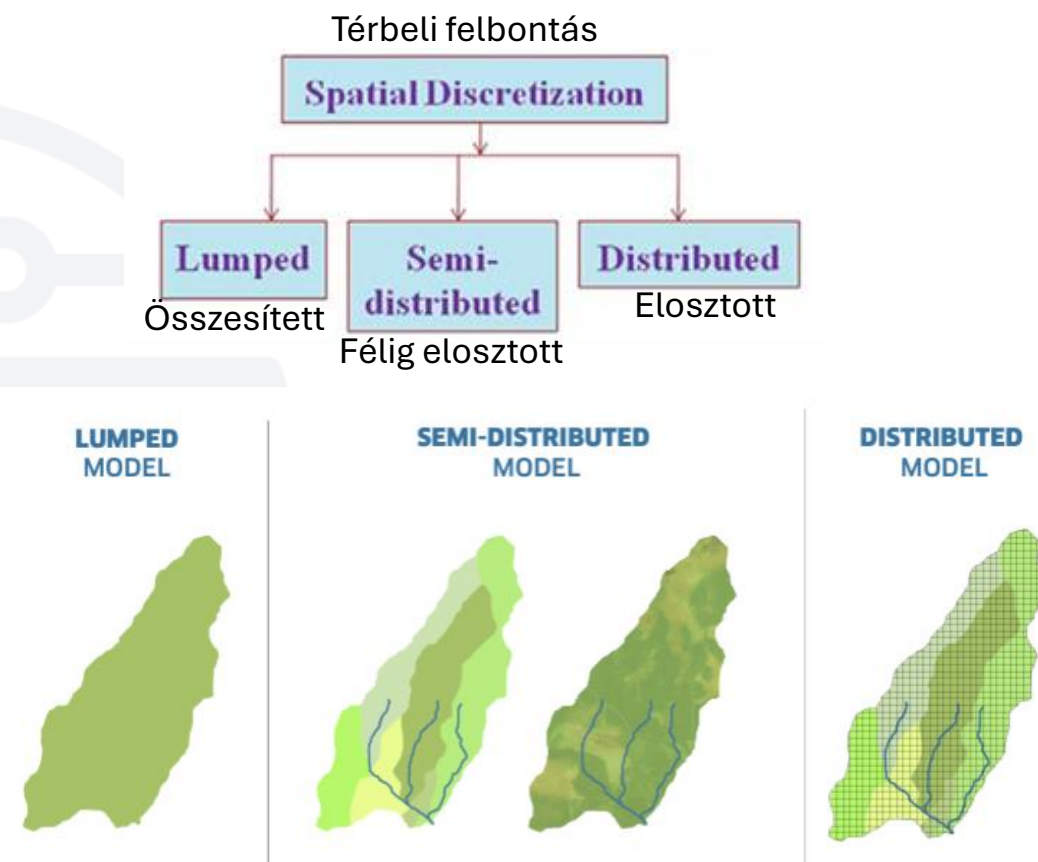 Térbeli felbontás
Spatial Discretization
Lumped
Semi-
distributed
Distributed
Összesített
Félig elosztott
Elosztott
LUMPED
MODEL
SEMI-DISTRIBUTED
MODEL
DISTRIBUTED
MODEL